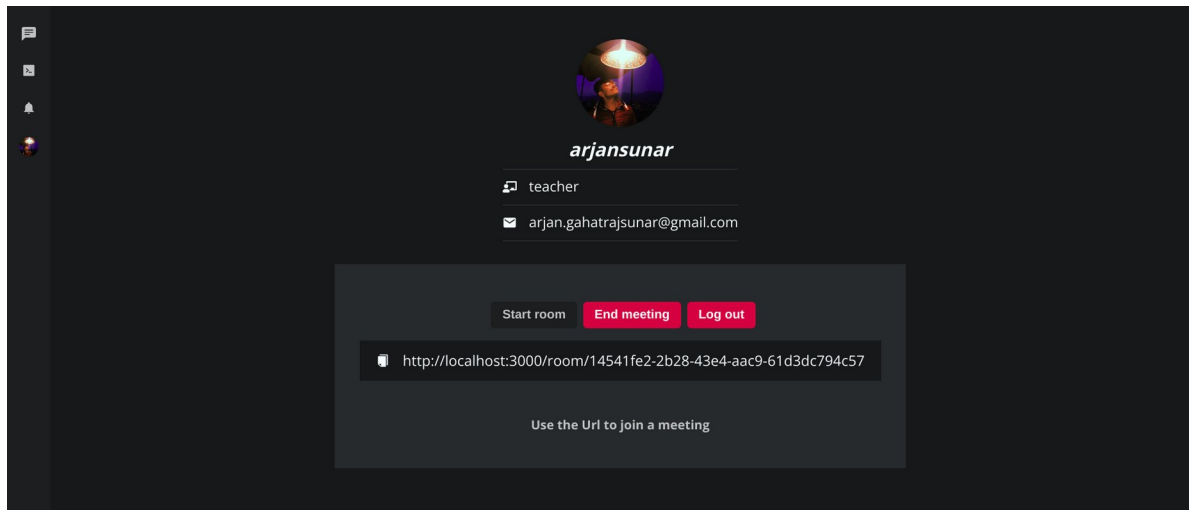 arjansunar
teacher
arjan.gahatrajsunar@gmail.com
Start room End meeting Log out
http://localhost:3000/room/14541fe2-2b28-43e4-aac9-61d3dc794c57
Use the Url to join a meeting